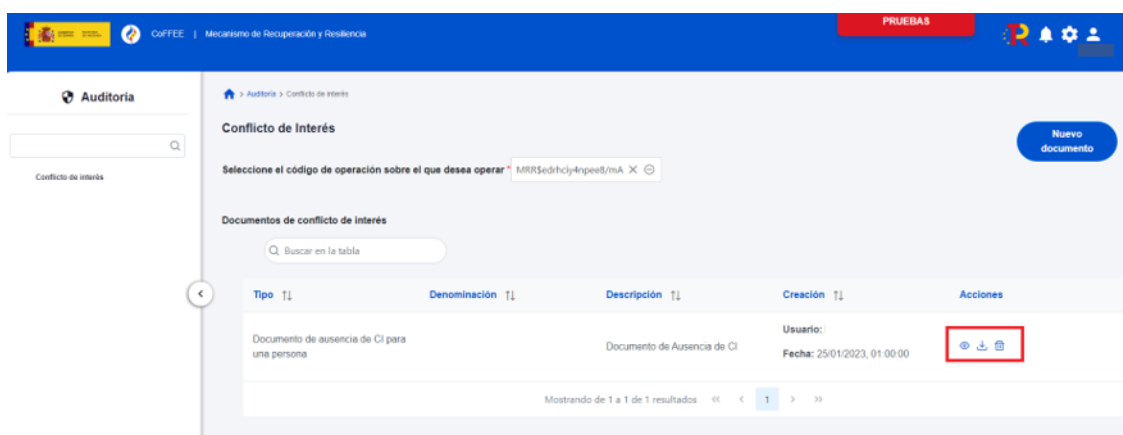 PRUEBAS
CoFFEE | Mecanismo de Recuperación y Resiliencia
Auditoría
> Auditoría > Conflicto de interés
Conflicto de Interés
Nuevo
documento
Seleccione el código de operación sobre el que desea operar *
Conflicto de interés
Documentos de conflicto de interés
Buscar en la tabla
Tipo Denominación Descripción Creación Acciones
Documento de ausencia de CI para
una persona
Documento de Ausencia de CI
Usuario:
Fecha: 25/01/2023, 01:00:00
Mostrando de 1 a 1 de 1 resultados << < 1 > >>